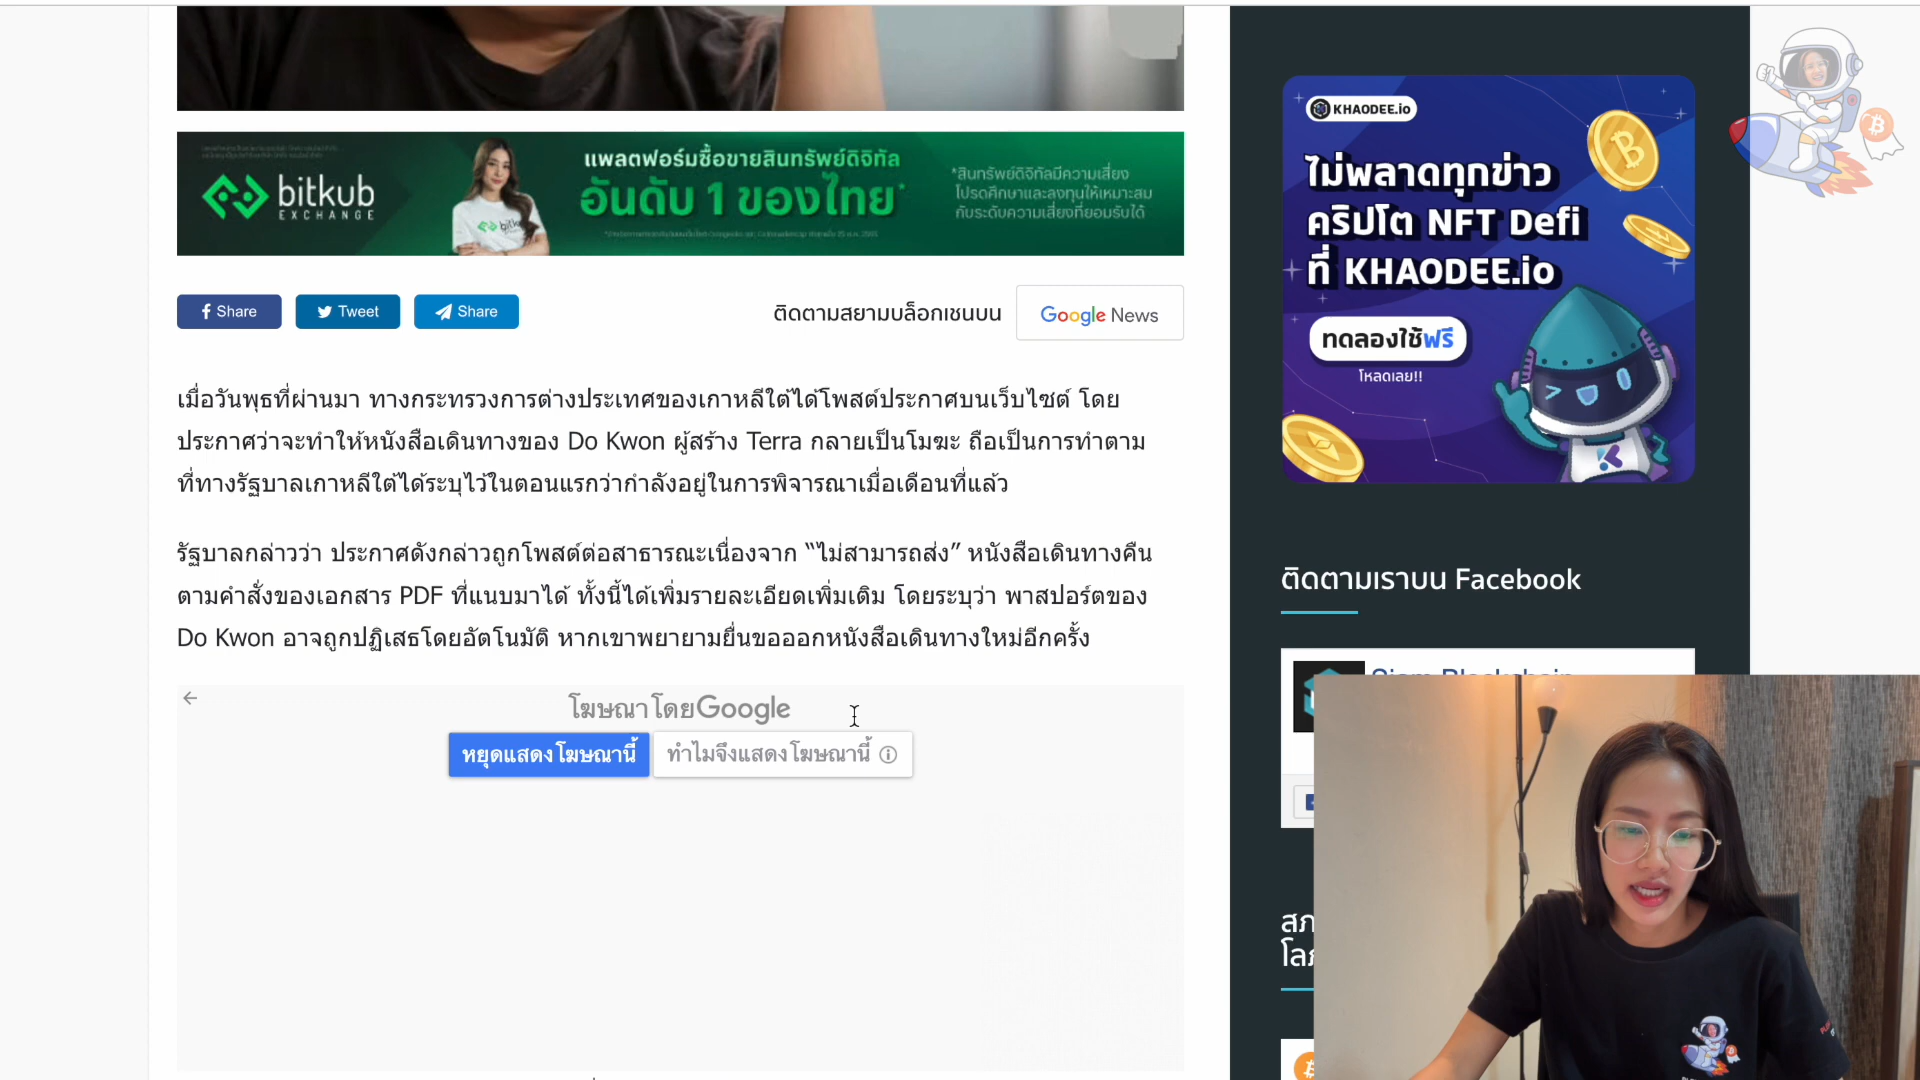 bitkub
EXCHANGE
แพลตฟอร์มซื้อขายสินทรัพย์ดิจิทัล
อันดับ 1 ของไทย*
*สินทรัพย์ดิจิทัลมีความเสี่ยง
โปรดศึกษาและลงทุนให้เหมาะสม
กับระดับความเสี่ยงที่ยอมรับได้
Share
Tweet
Share
ติดตามสยามบล็อกเชนบน
Google News
เมื่อวันพุธที่ผ่านมา ทางกระทรวงการต่างประเทศของเกาหลีใต้ได้โพสต์ประกาศบนเว็บไซต์ โดย
ประกาศว่าจะทำให้หนังสือเดินทางของ Do Kwon ผู้สร้าง Terra กลายเป็นโมฆะ ถือเป็นการทำตาม
ที่ทางรัฐบาลเกาหลีใต้ได้ระบุไว้ในตอนแรกว่ากำลังอยู่ในการพิจารณาเมื่อเดือนที่แล้ว
รัฐบาลกล่าวว่า ประกาศดังกล่าวถูกโพสต์ต่อสาธารณะเนื่องจาก “ไม่สามารถส่ง” หนังสือเดินทางคืน
ตามคำสั่งของเอกสาร PDF ที่แนบมาได้ ทั้งนี้ได้เพิ่มรายละเอียดเพิ่มเติม โดยระบุว่า พาสปอร์ตของ
Do Kwon อาจถูกปฏิเสธโดยอัตโนมัติ หากเขาพยายามยื่นขอออกหนังสือเดินทางใหม่อีกครั้ง
โฆษณาโดยGoogle
หยุดแสดงโฆษณานี้
ทำไมจึงแสดงโฆษณานี้
KHAODEE.io
ไม่พลาดทุกข่าว
คริปโต NFT Defi
ที่ KHAODEE.io
ทดลองใช้ฟรี
โหลดเลย!!
ติดตามเราบน Facebook